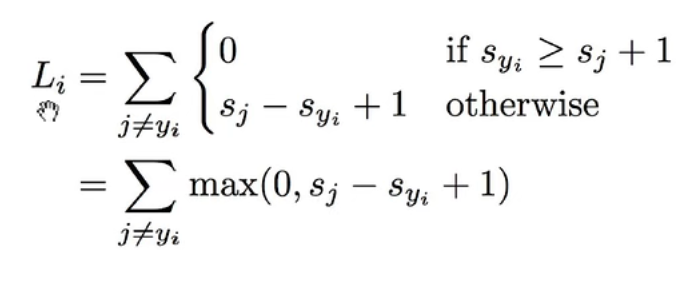 L_i = \sum_{j \neq y_i} \begin{cases} 0 & \text{if } s_{y_i} \geq s_j + 1 \\ s_j - s_{y_i} + 1 & \text{otherwise} \end{cases}
= \sum_{j \neq y_i} \max(0, s_j - s_{y_i} + 1)